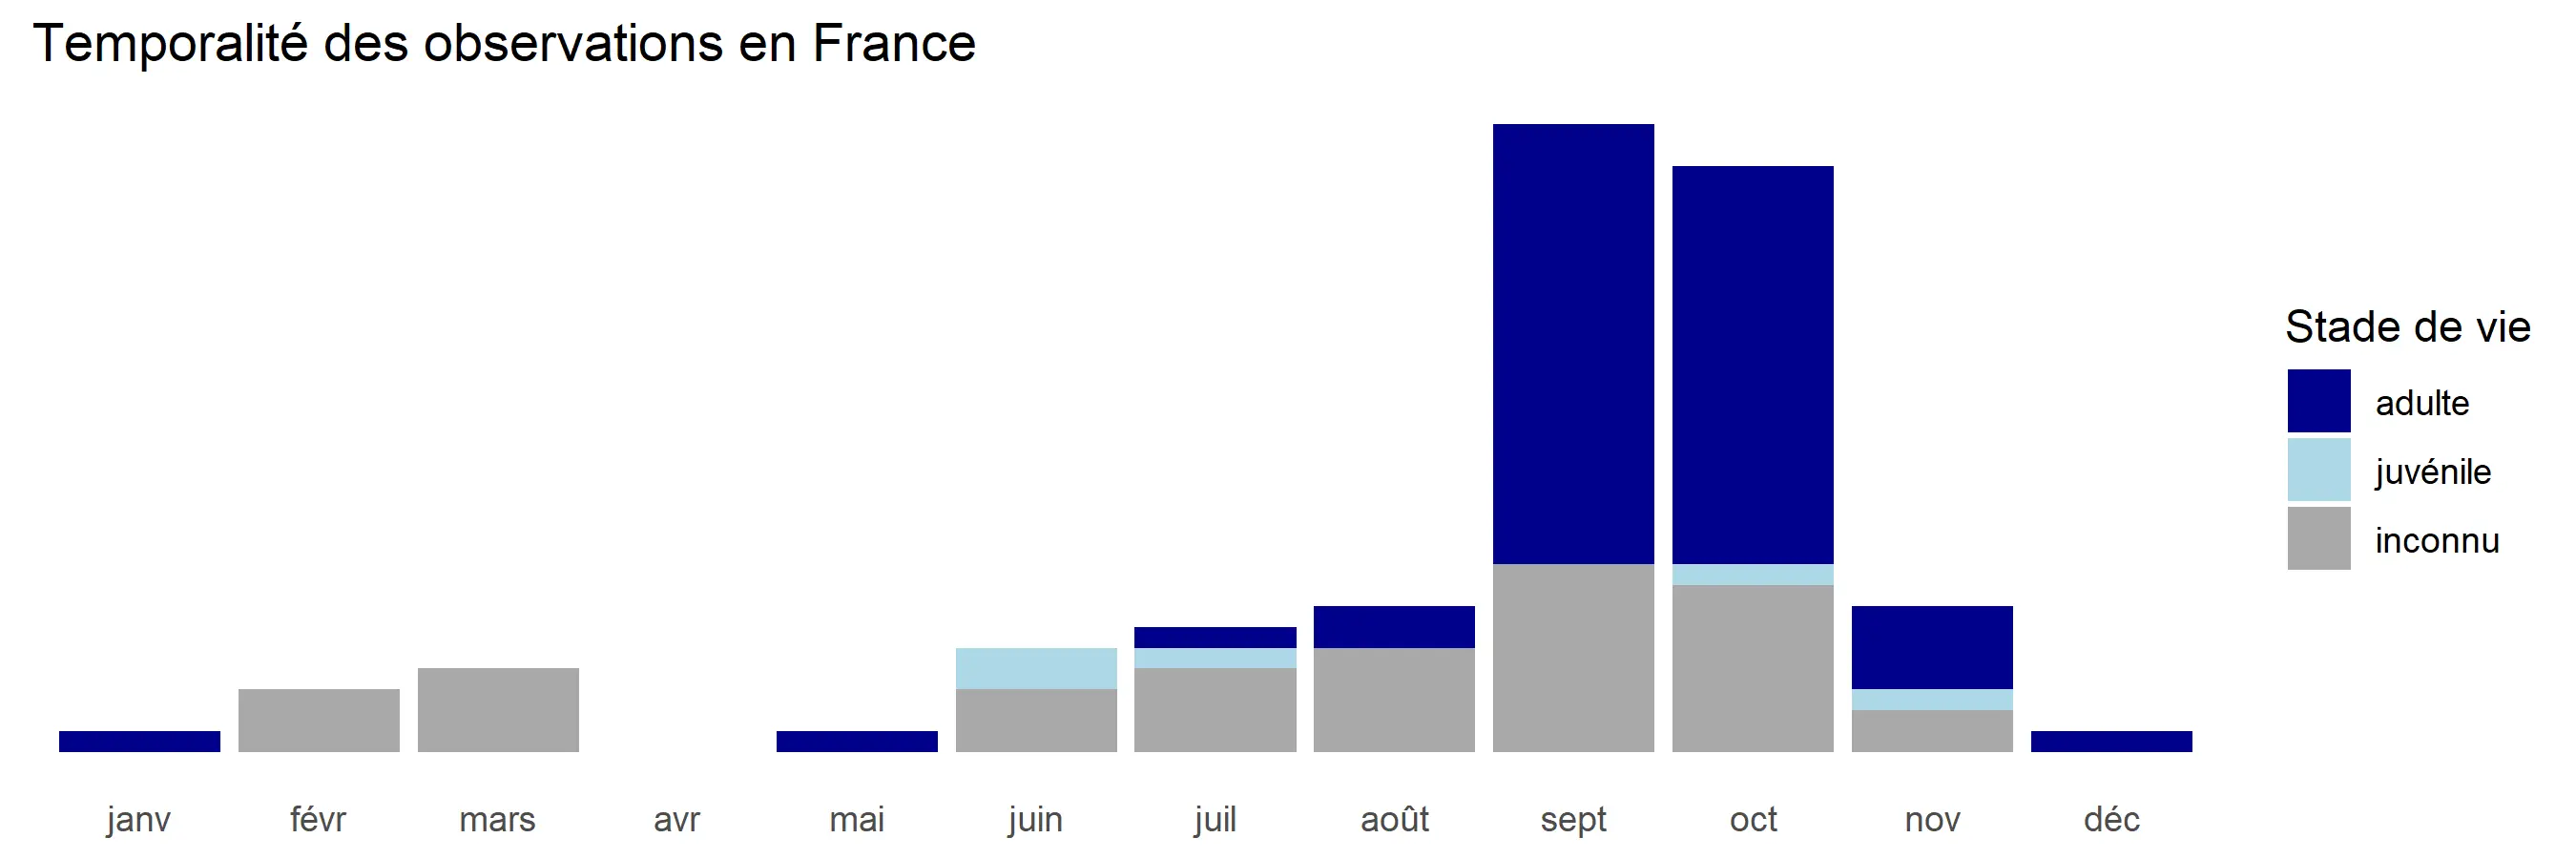 Temporalité des observations en France
Stade de vie
adulte
juvénile
inconnu
janv févr mars avr mai juin juil août sept oct nov déc